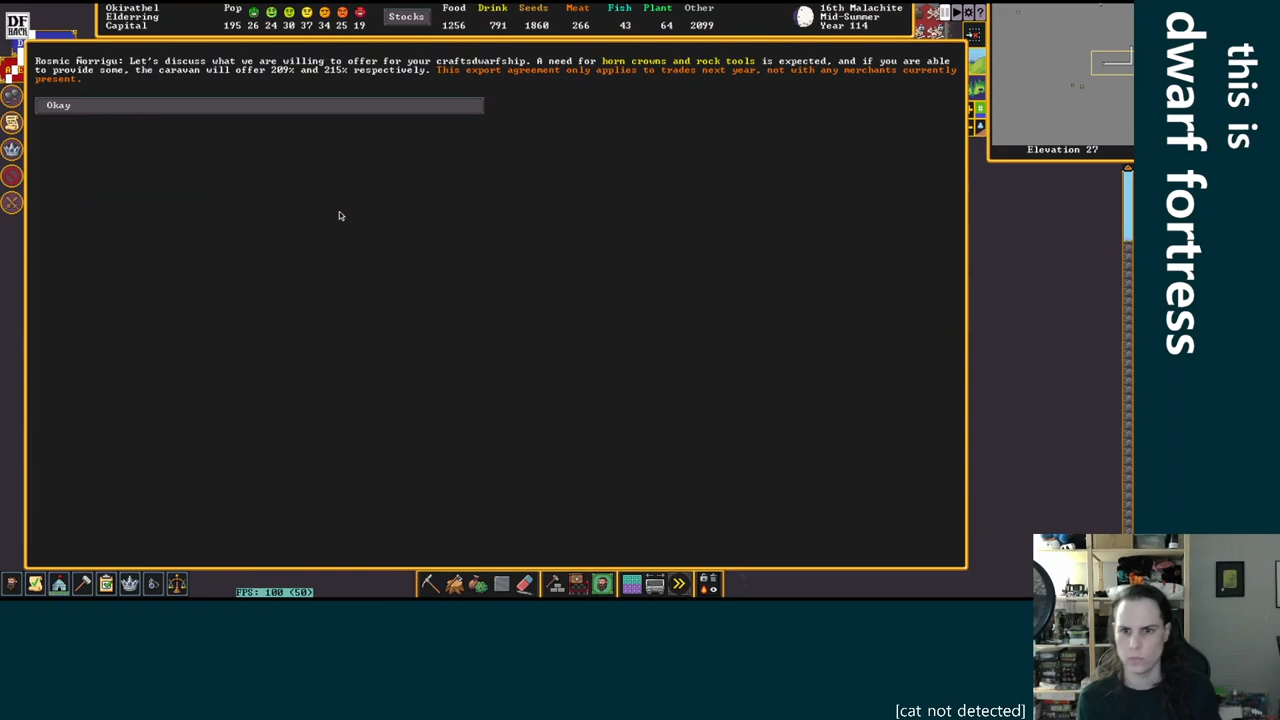 DF
HACK
Okirathel
Elderring
Capital
Pop
195 26 24 30 37 34 25 19
Stocks
Food Drink Seeds Meat Fish Plant Other
1256 791 1860 266 43 64 2099
16th Malachite
Mid-Summer
Year 114
Rosmic Ñorrigu: Let's discuss what we are willing to offer for your craftsdwarfship. A need for horn crowns and rock tools is expected, and if you are able
to provide some, the caravan will offer 209% and 215% respectively. This export agreement only applies to trades next year, not with any merchants currently
present.
Okay
Elevation 27
this is
dwarf fortress
FPS: 100 (50)
[cat not detected]